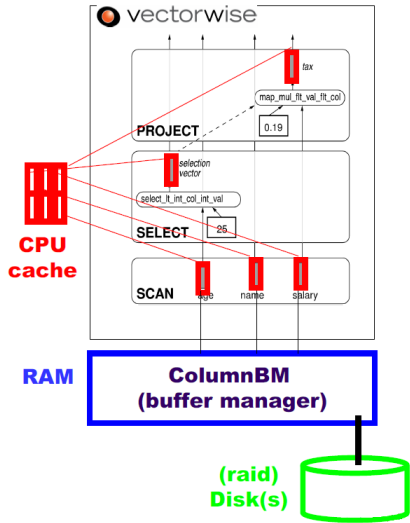 vectorwise
tax
map_mul_flt_val_flt_col
0.19
PROJECT
selection
vector
select_lt_int_col_int_val
25
SELECT
CPU
cache
age name salary
SCAN
RAM
ColumnBM
(buffer manager)
(raid)
Disk(s)